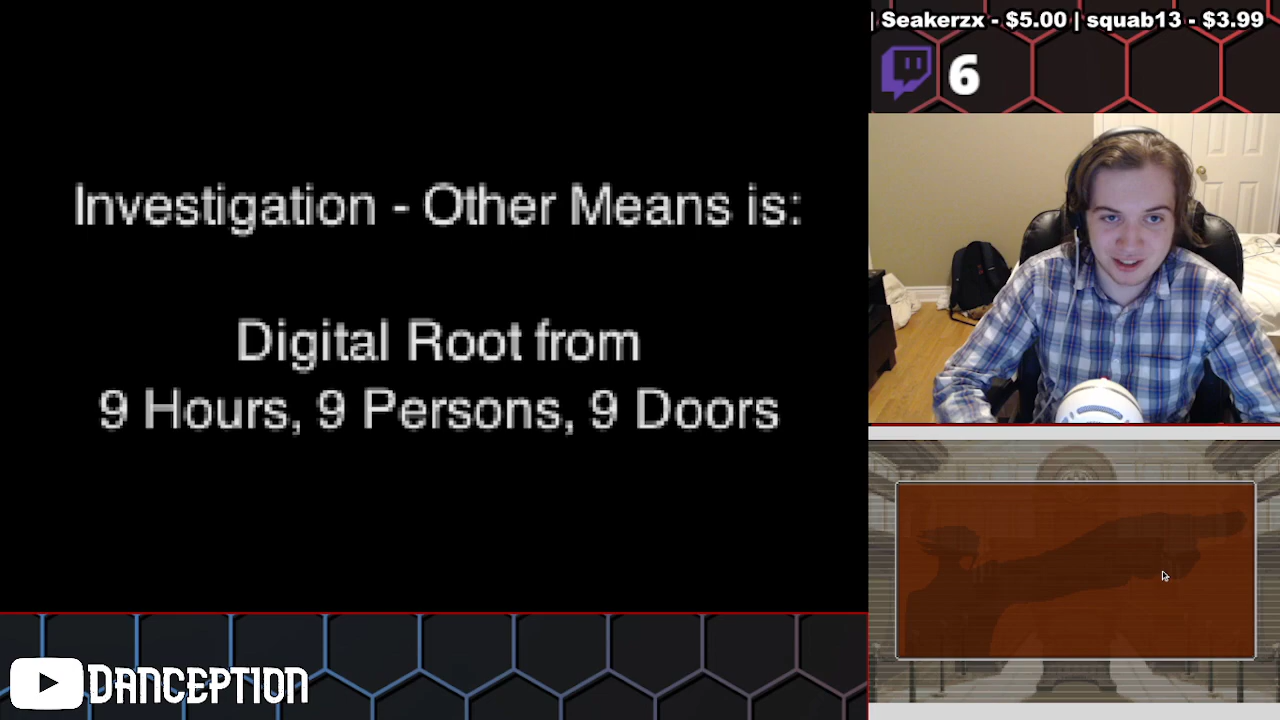 | Seakerzx - $5.00 | squab13 - $3.99
6
Investigation - Other Means is:
Digital Root from
9 Hours, 9 Persons, 9 Doors
DANCEPTION